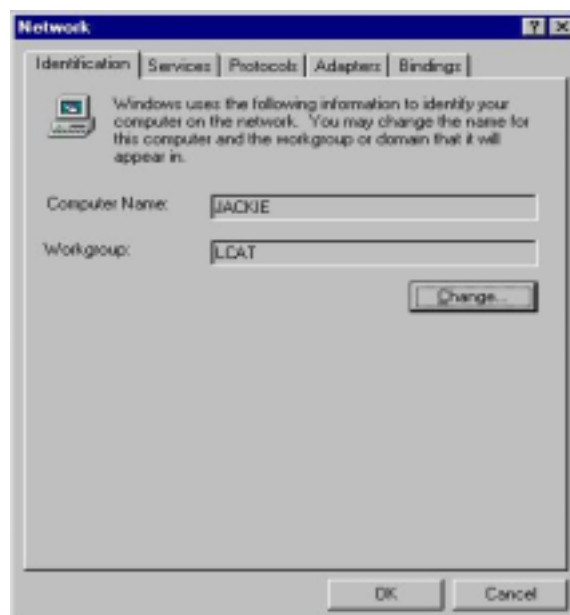 Network
Identification Services Protocols Adapters Bindings
Windows uses the following information to identify your
computer on the network. You may change the name for
this computer and the workgroup or domain that it will
appear in.
Computer Name: JACKIE
Workgroup: LCAT
Change...
OK Cancel